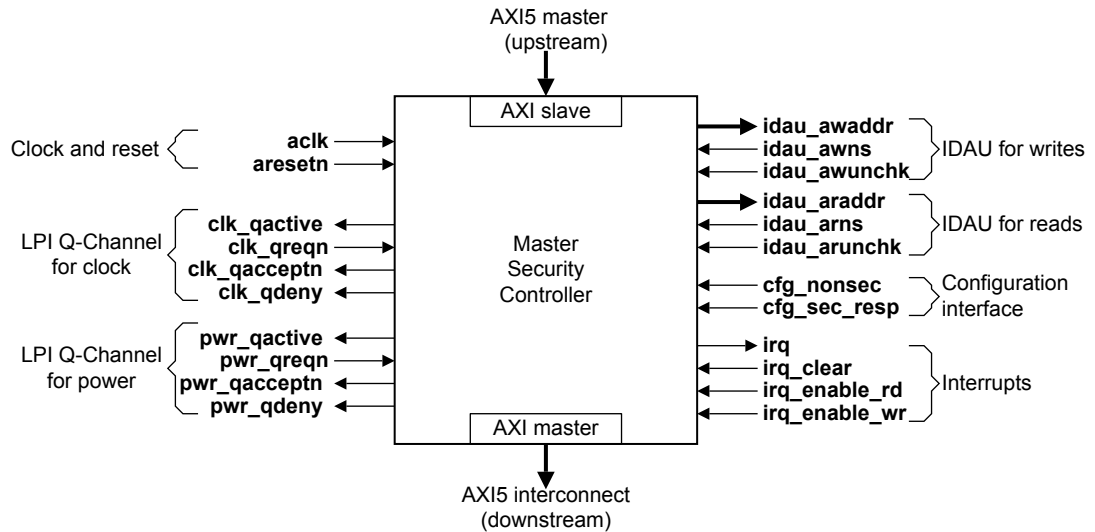 AXI5 master
(upstream)
AXI slave
Clock and reset
aclk
aresetn
LPI Q-Channel
for clock
clk_qactive
clk_qreqn
clk_qacceptn
clk_qdeny
LPI Q-Channel
for power
pwr_qactive
pwr_qreqn
pwr_qacceptn
pwr_qdeny
Master
Security
Controller
idau_awaddr
idau_awns
idau_awunchk
IDAU for writes
idau_araddr
idau_arns
idau_arunchk
IDAU for reads
cfg_nonsec
cfg_sec_resp
Configuration
interface
irq
irq_clear
irq_enable_rd
irq_enable_wr
Interrupts
AXI master
AXI5 interconnect
(downstream)